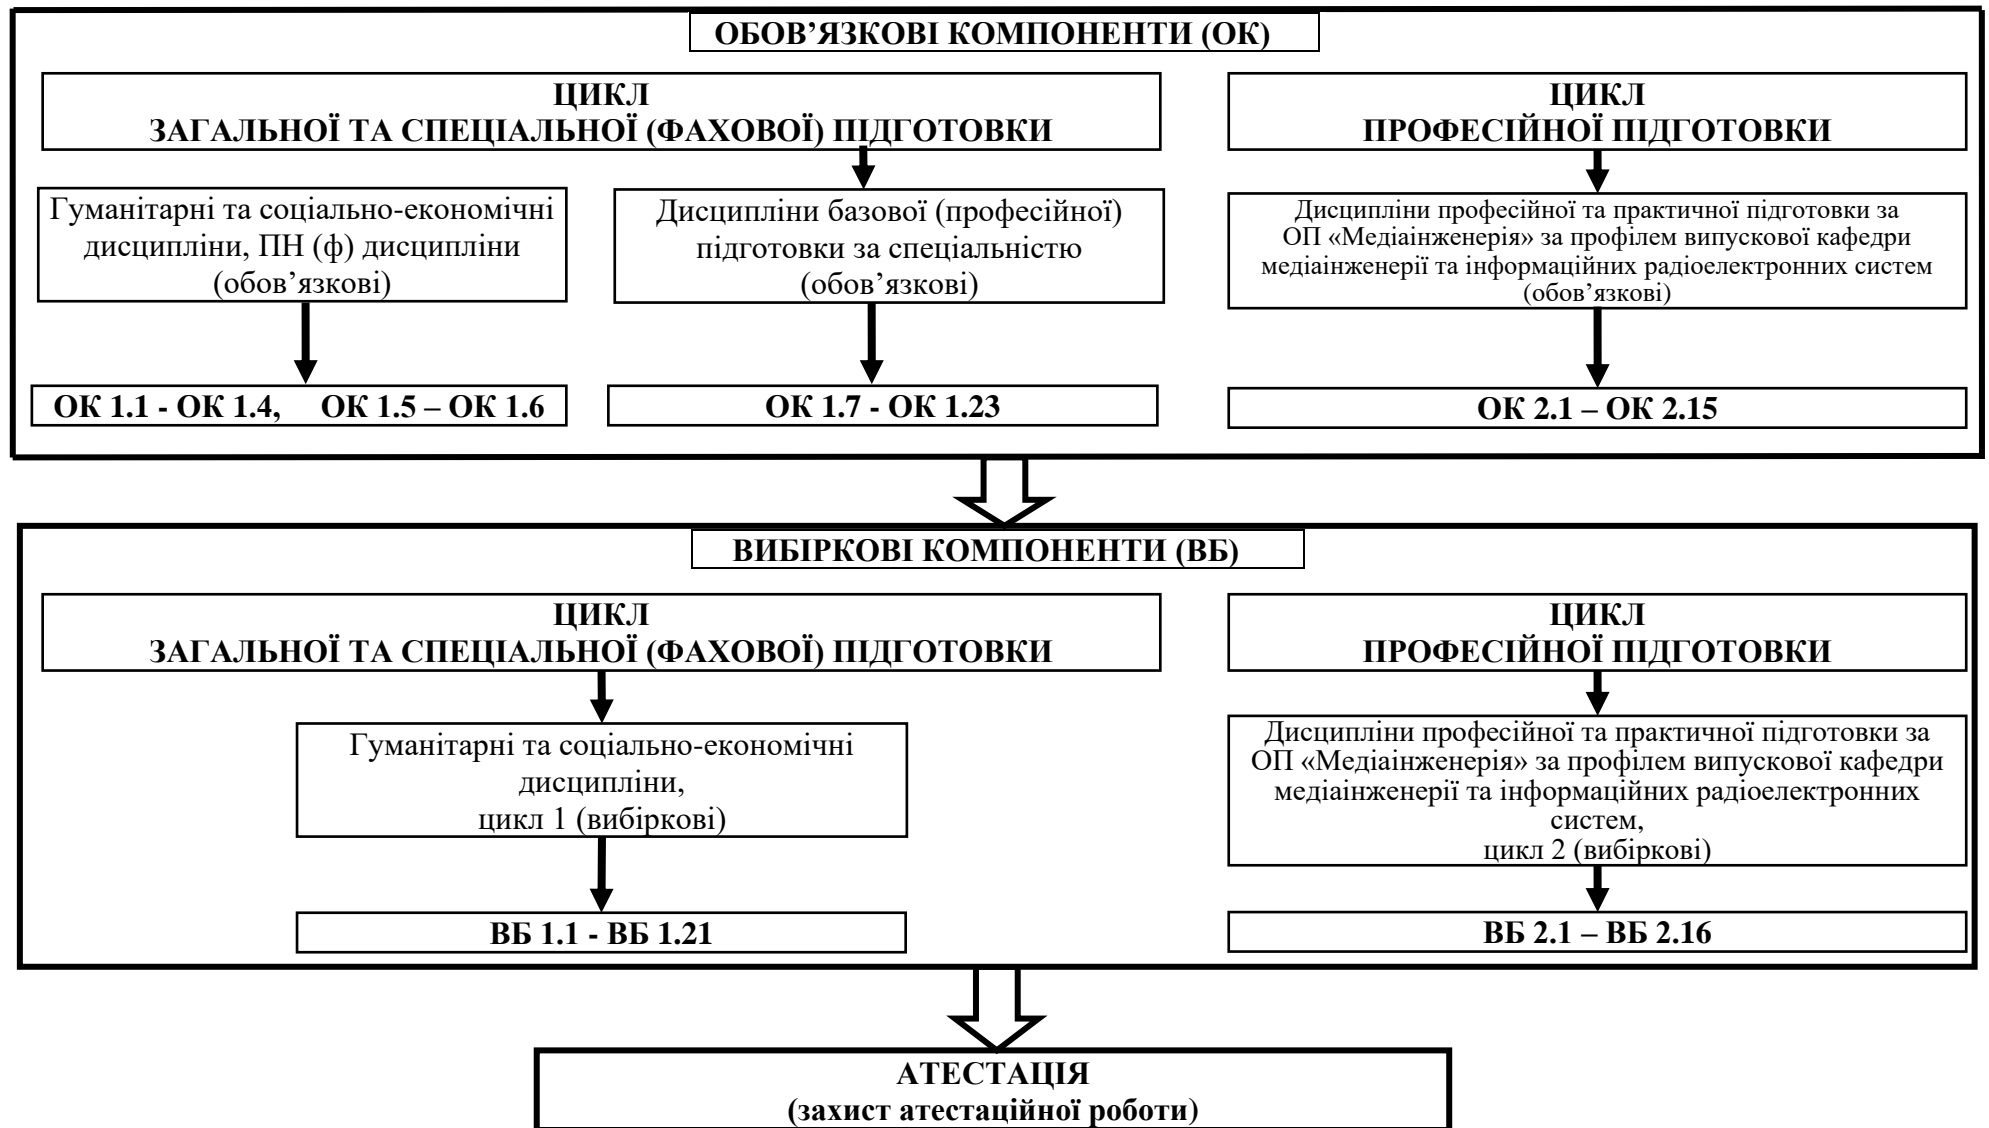 ОБОВ’ЯЗКОВІ КОМПОНЕНТИ (ОК)
ЦИКЛ
ЗАГАЛЬНОЇ ТА СПЕЦІАЛЬНОЇ (ФАХОВОЇ) ПІДГОТОВКИ
ЦИКЛ
ПРОФЕСІЙНОЇ ПІДГОТОВКИ
Гуманітарні та соціально-економічні
дисципліни, ПН (ф) дисципліни
(обов’язкові)
Дисципліни базової (професійної)
підготовки за спеціальністю
(обов’язкові)
Дисципліни професійної та практичної підготовки за
ОП «Медіаінженерія» за профілем випускової кафедри
медіаінженерії та інформаційних радіоелектронних систем
(обов’язкові)
ОК 1.1 - ОК 1.4, ОК 1.5 – ОК 1.6
ОК 1.7 - ОК 1.23
ОК 2.1 – ОК 2.15
ВИБІРКОВІ КОМПОНЕНТИ (ВБ)
ЦИКЛ
ЗАГАЛЬНОЇ ТА СПЕЦІАЛЬНОЇ (ФАХОВОЇ) ПІДГОТОВКИ
ЦИКЛ
ПРОФЕСІЙНОЇ ПІДГОТОВКИ
Гуманітарні та соціально-економічні
дисципліни,
цикл 1 (вибіркові)
Дисципліни професійної та практичної підготовки за
ОП «Медіаінженерія» за профілем випускової кафедри
медіаінженерії та інформаційних радіоелектронних
систем,
цикл 2 (вибіркові)
ВБ 1.1 - ВБ 1.21
ВБ 2.1 – ВБ 2.16
АТЕСТАЦІЯ
(захист атестаційної роботи)